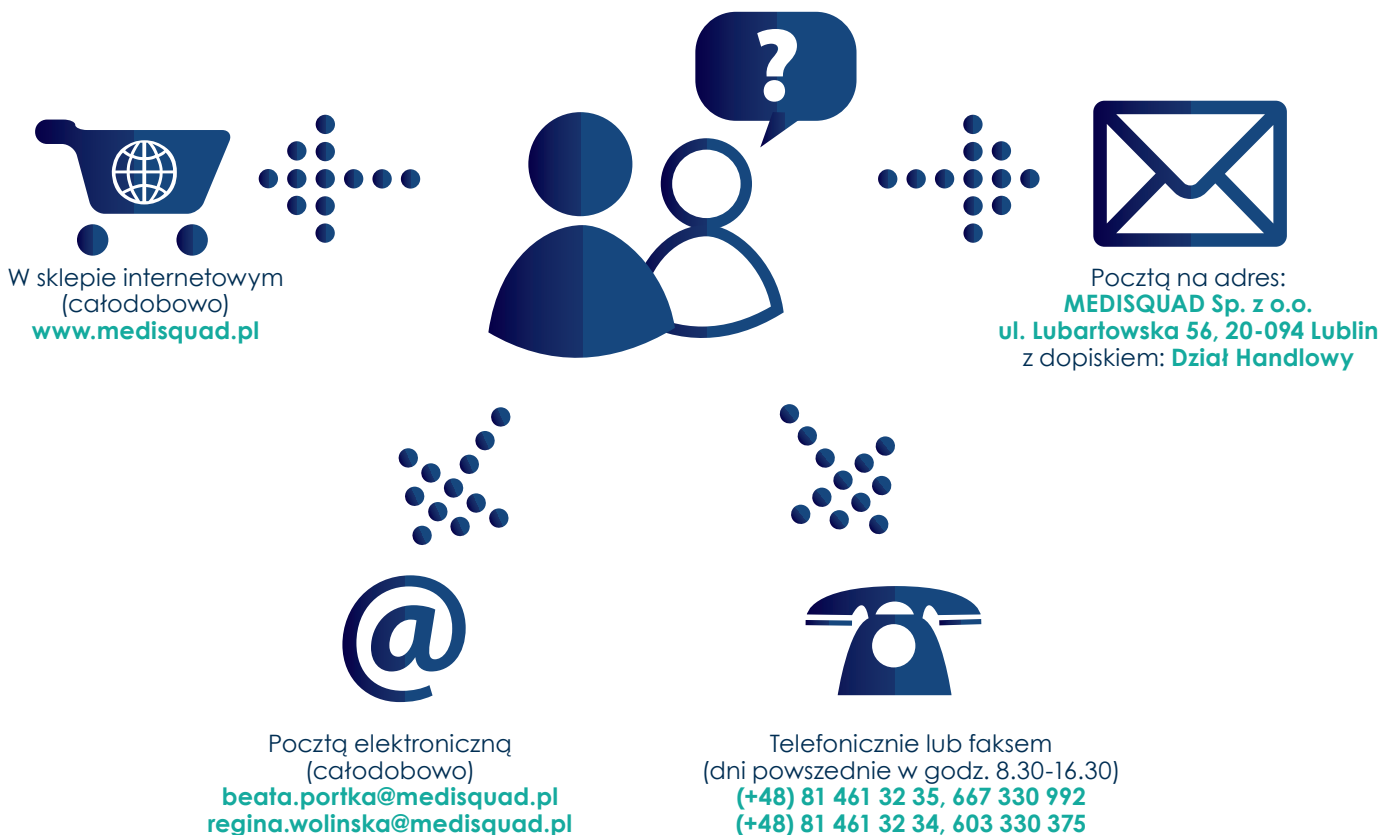 ?
W sklepie internetowym
(całodobowo)
www.medisquad.pl
Pocztą na adres:
MEDISQUAD Sp. z o.o.
ul. Lubartowska 56, 20-094 Lublin
z dopiskiem: Dział Handlowy
@
Pocztą elektroniczną
(całodobowo)
beata.portka@medisquad.pl
regina.wolinska@medisquad.pl
Telefonicznie lub faksem
(dni powszednie w godz. 8.30-16.30)
(+48) 81 461 32 35, 667 330 992
(+48) 81 461 32 34, 603 330 375